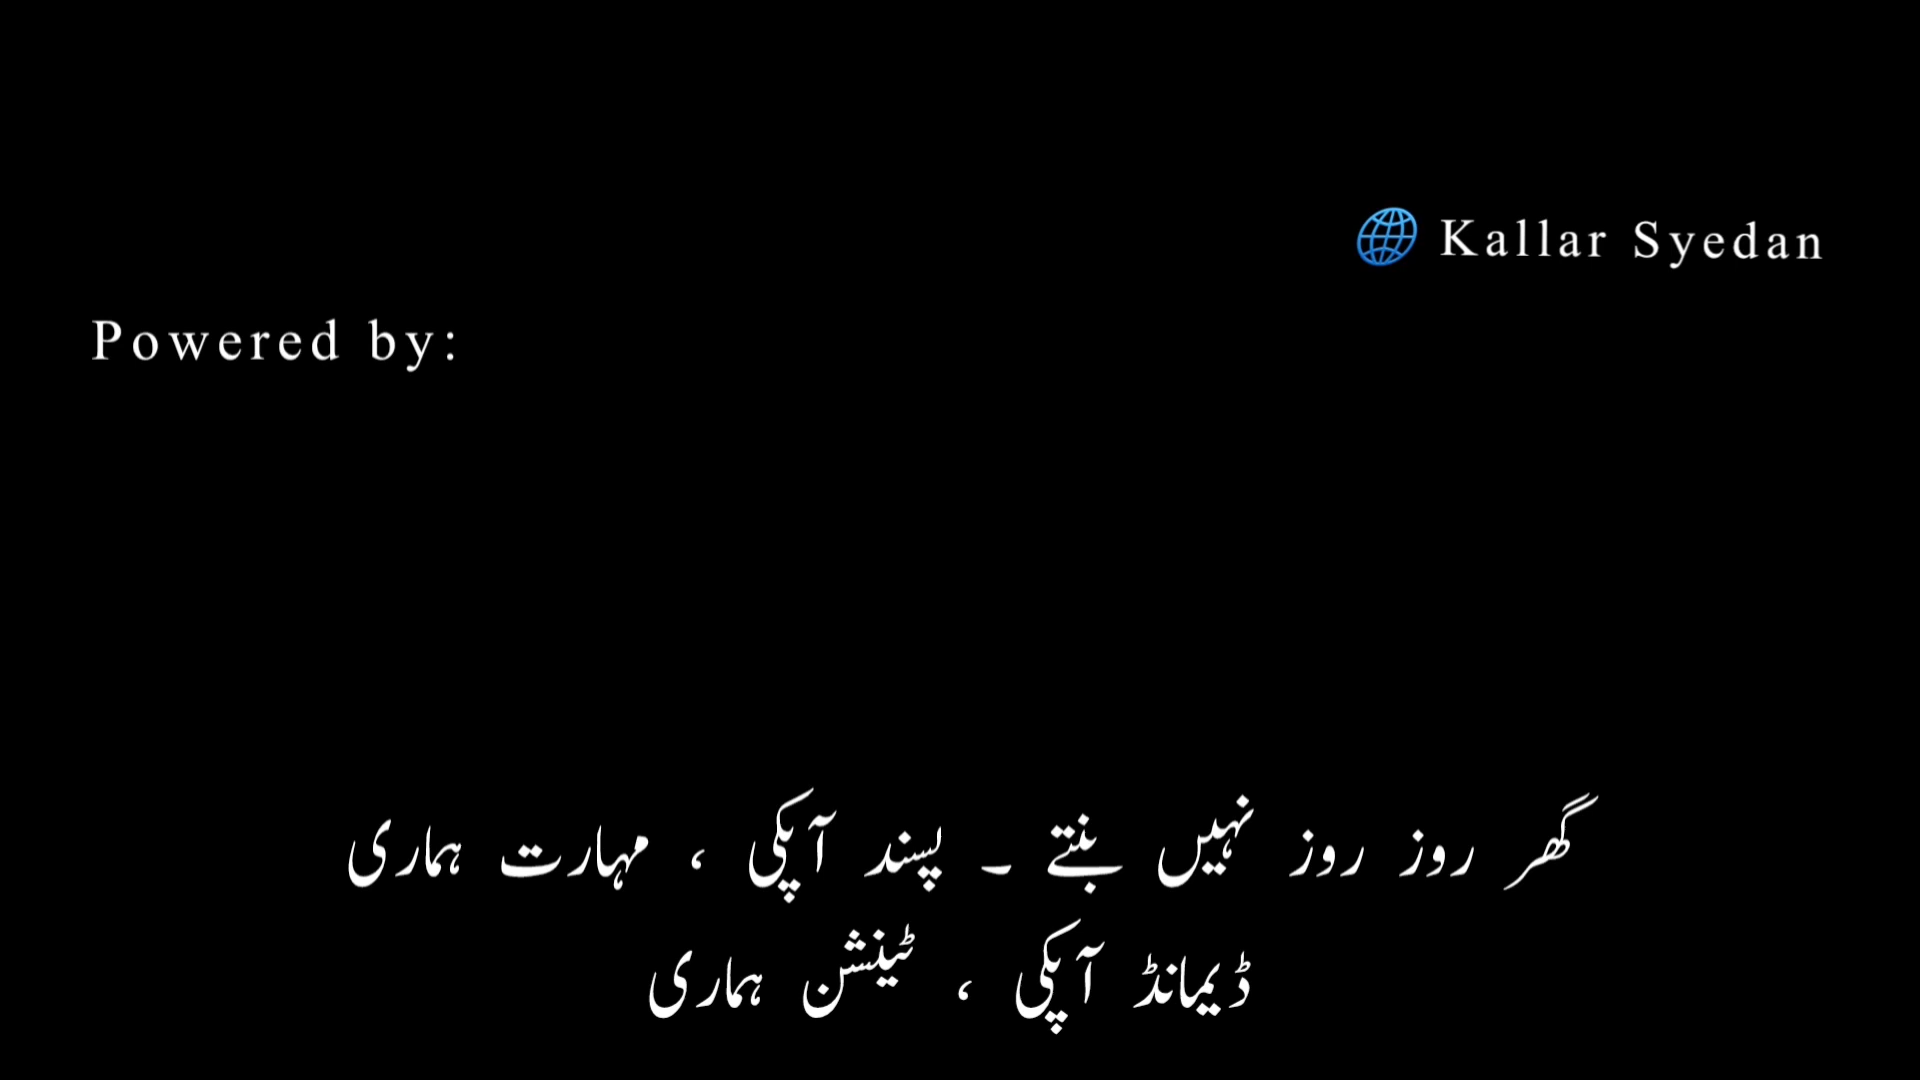 Kallar Syedan
Powered by:
گھر روز روز نہیں بنتے ۔ پسند آپکی ، مہارت ہماری
ڈیمانڈ آپکی ، ٹینشن ہماری